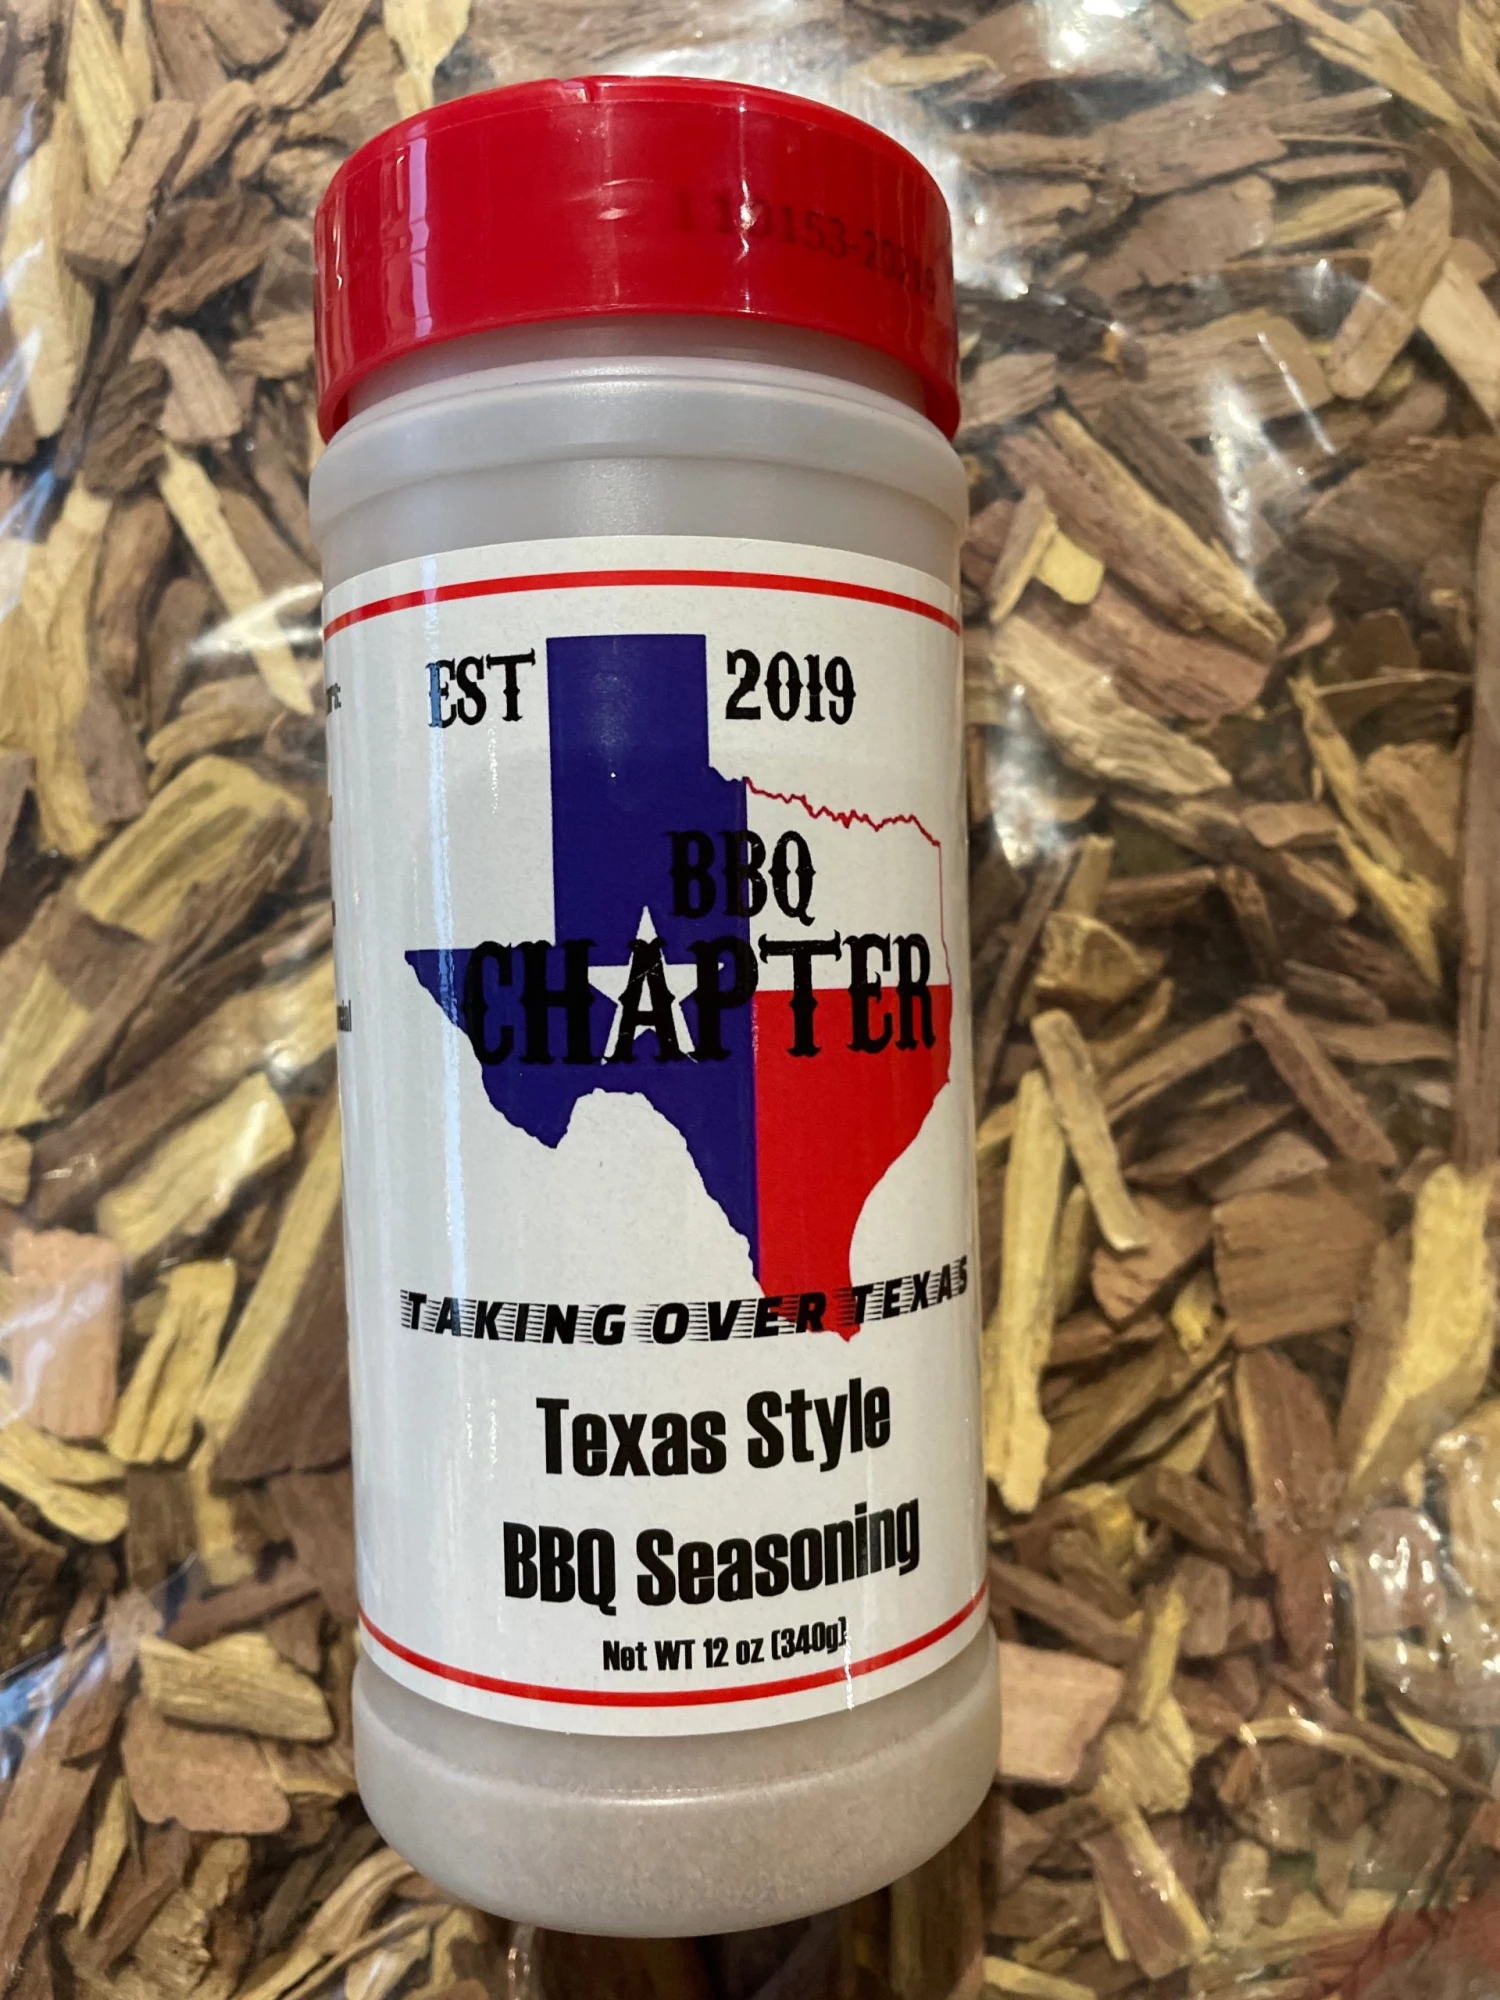 EST 2019
BBQ
CHAPTER
TAKING OVER TEXAS
Texas Style
BBQ Seasoning
Net WT 12 oz (340g)